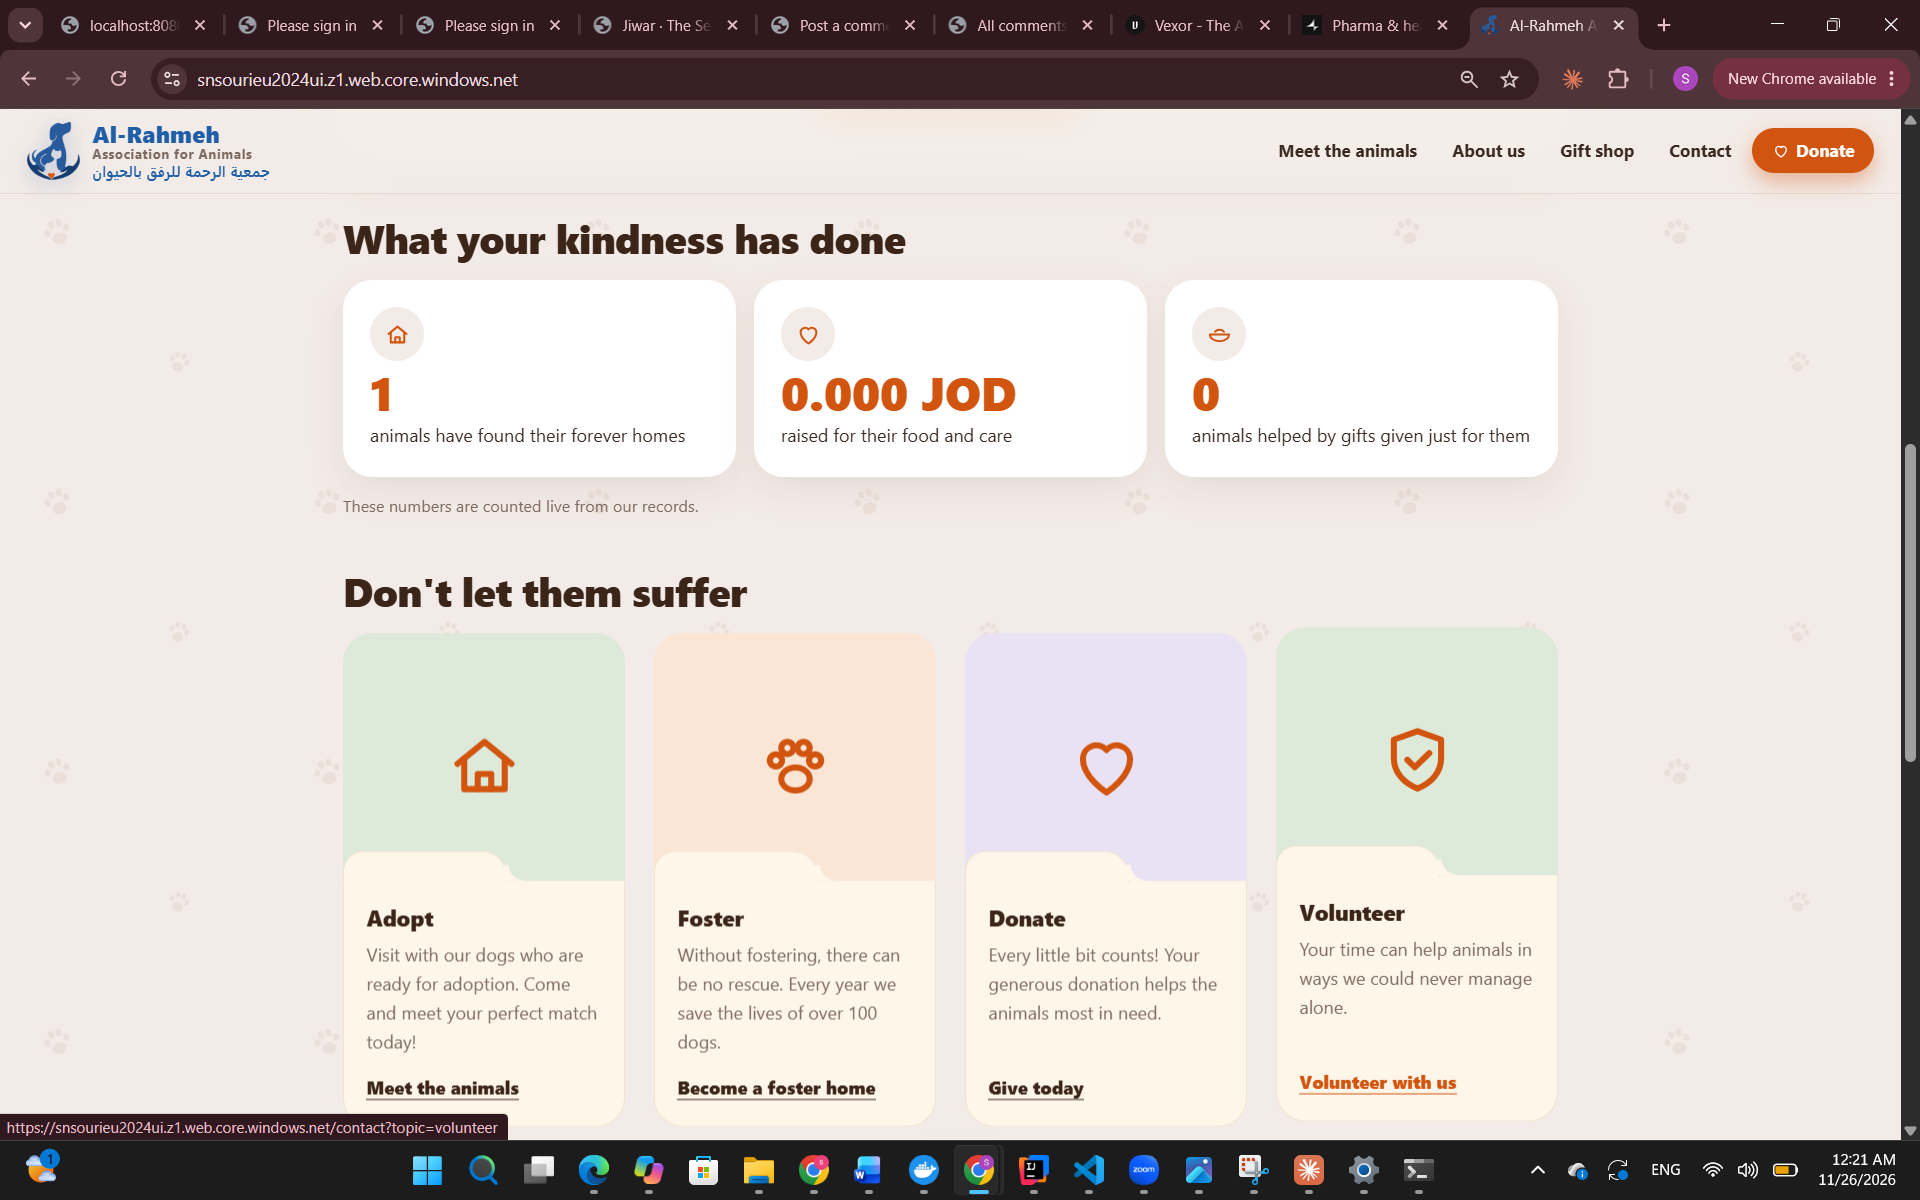 localhost:808
Please sign in
Please sign in
Jiwar · The Se
Post a comme
All comments
Vexor - The A
Pharma & he
Al-Rahmeh A
snsourieu2024ui.z1.web.core.windows.net
S
New Chrome available
Al-Rahmeh
Association for Animals
جمعية الرحمة للرفق بالحيوان
Meet the animals
About us
Gift shop
Contact
Donate
What your kindness has done
1
animals have found their forever homes
0.000 JOD
raised for their food and care
0
animals helped by gifts given just for them
These numbers are counted live from our records.
Don't let them suffer
Adopt
Visit with our dogs who are
ready for adoption. Come
and meet your perfect match
today!
Meet the animals
Foster
Without fostering, there can
be no rescue. Every year we
save the lives of over 100
dogs.
Become a foster home
Donate
Every little bit counts! Your
generous donation helps the
animals most in need.
Give today
Volunteer
Your time can help animals in
ways we could never manage
alone.
Volunteer with us
https://snsourieu2024ui.z1.web.core.windows.net/contact?topic=volunteer
1
zoom
ENG
12:21 AM
11/26/2026